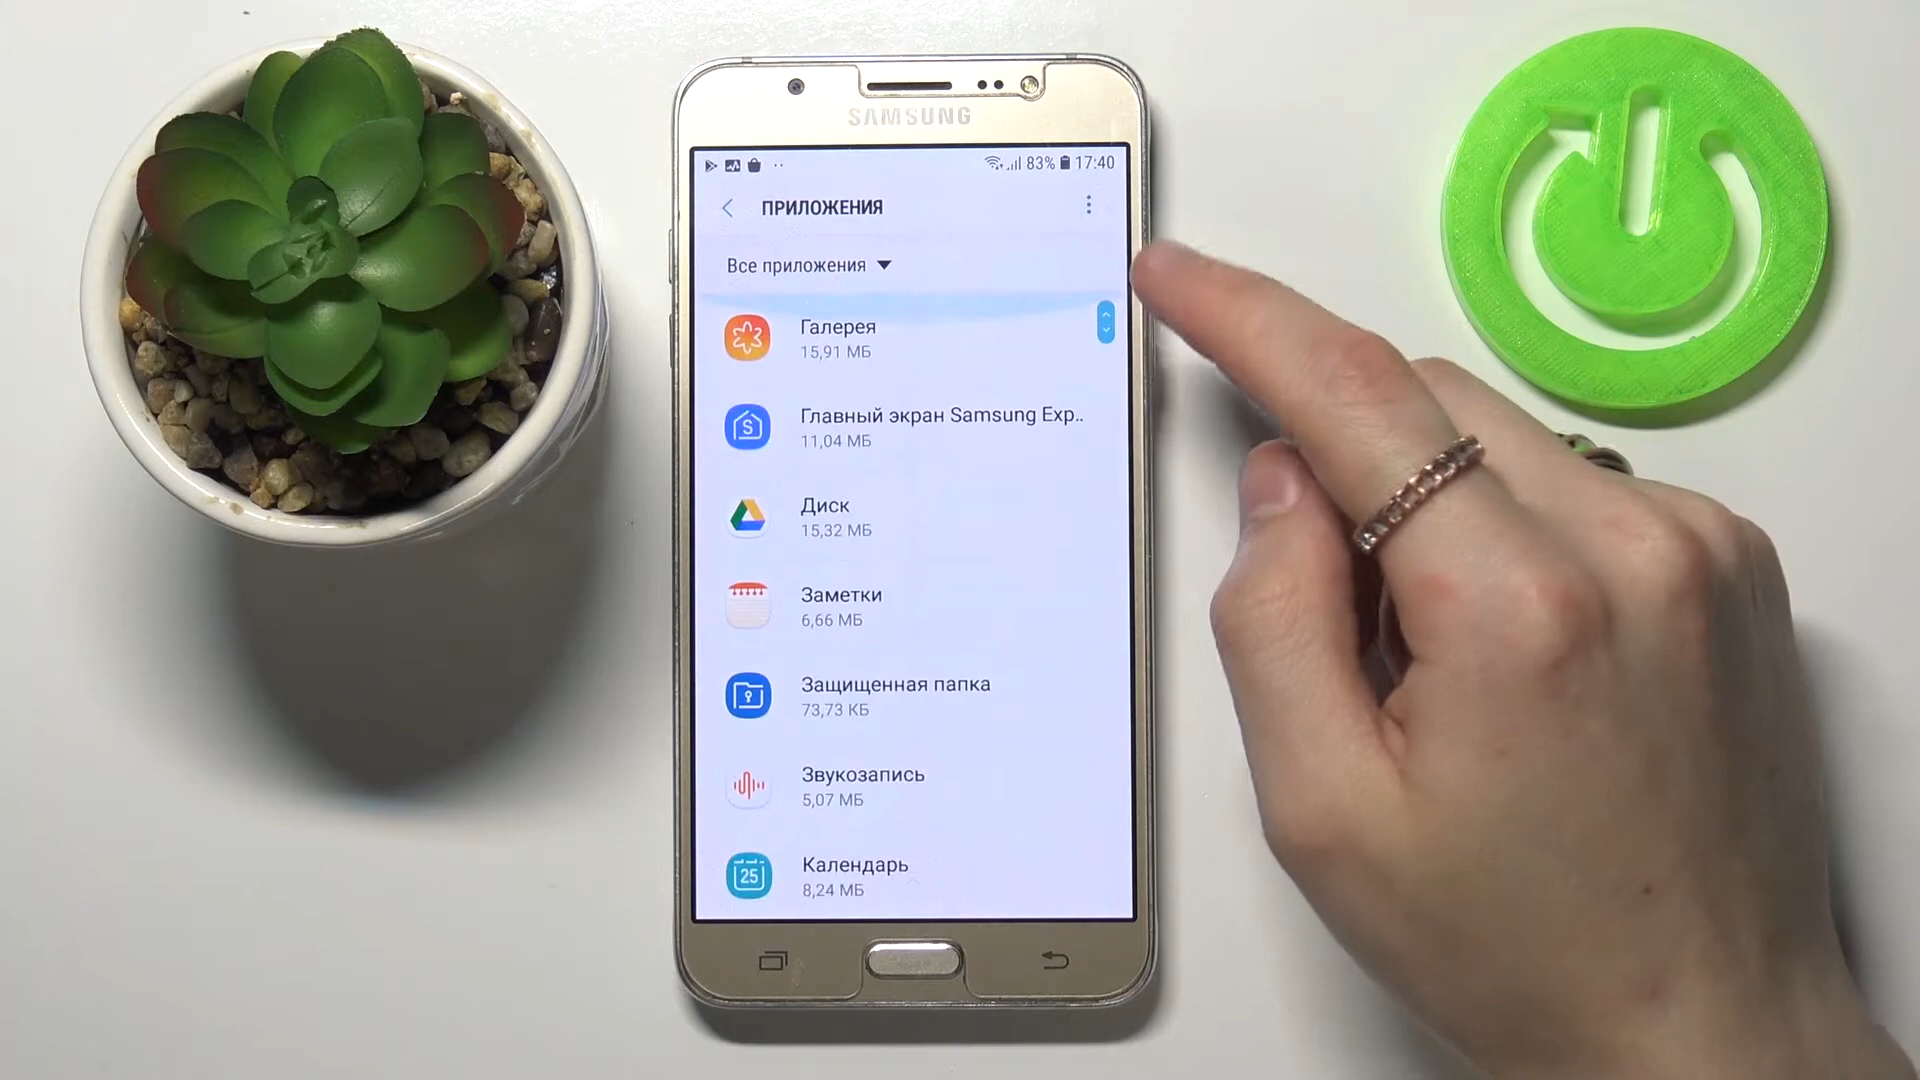 SAMSUNG
83% 17:40
ПРИЛОЖЕНИЯ
Все приложения
Галерея
15,91 МБ
Главный экран Samsung Exp..
11,04 МБ
Диск
15,32 МБ
Заметки
6,66 МБ
Защищенная папка
73,73 КБ
Звукозапись
5,07 МБ
25
Календарь
8,24 МБ